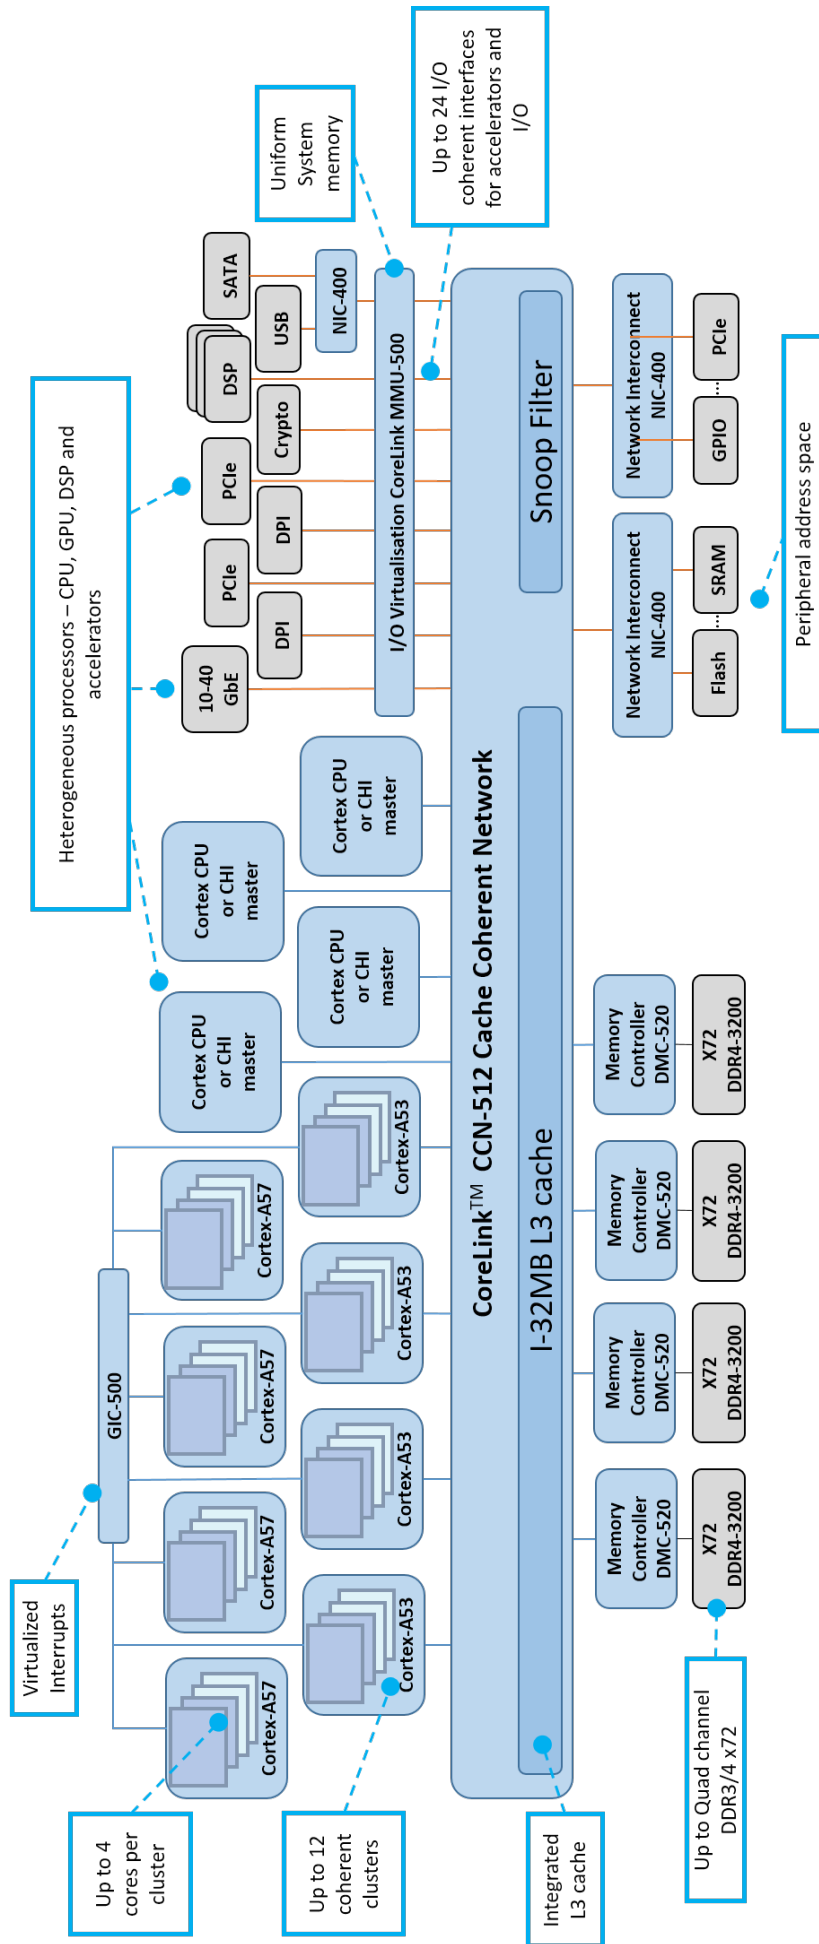 Heterogeneous processors – CPU, GPU, DSP and
accelerators
Virtualized
Interrupts
GIC-500
Up to 4
cores per
cluster
Cortex-A57
Cortex-A57
Cortex-A57
Cortex-A57
Cortex CPU
or CHI
master
Cortex CPU
or CHI
master
10-40
GbE
PCIe
PCIe
DSP
SATA
Uniform
System
memory
Up to 12
coherent
clusters
Cortex-A53
Cortex-A53
Cortex-A53
Cortex-A53
Cortex CPU
or CHI
master
Cortex CPU
or CHI
master
DPI
DPI
Crypto
USB
NIC-400
I/O Virtualisation CoreLink MMU-500
Up to 24 I/O
coherent interfaces
for accelerators and
I/O
CoreLink™ CCN-512 Cache Coherent Network
Integrated
L3 cache
I-32MB L3 cache
Snoop Filter
Memory
Controller
DMC-520
Memory
Controller
DMC-520
Memory
Controller
DMC-520
Memory
Controller
DMC-520
Network Interconnect
NIC-400
Network Interconnect
NIC-400
Up to Quad channel
DDR3/4 x72
X72
DDR4-3200
X72
DDR4-3200
X72
DDR4-3200
X72
DDR4-3200
Flash
SRAM
GPIO
PCIe
Peripheral address space